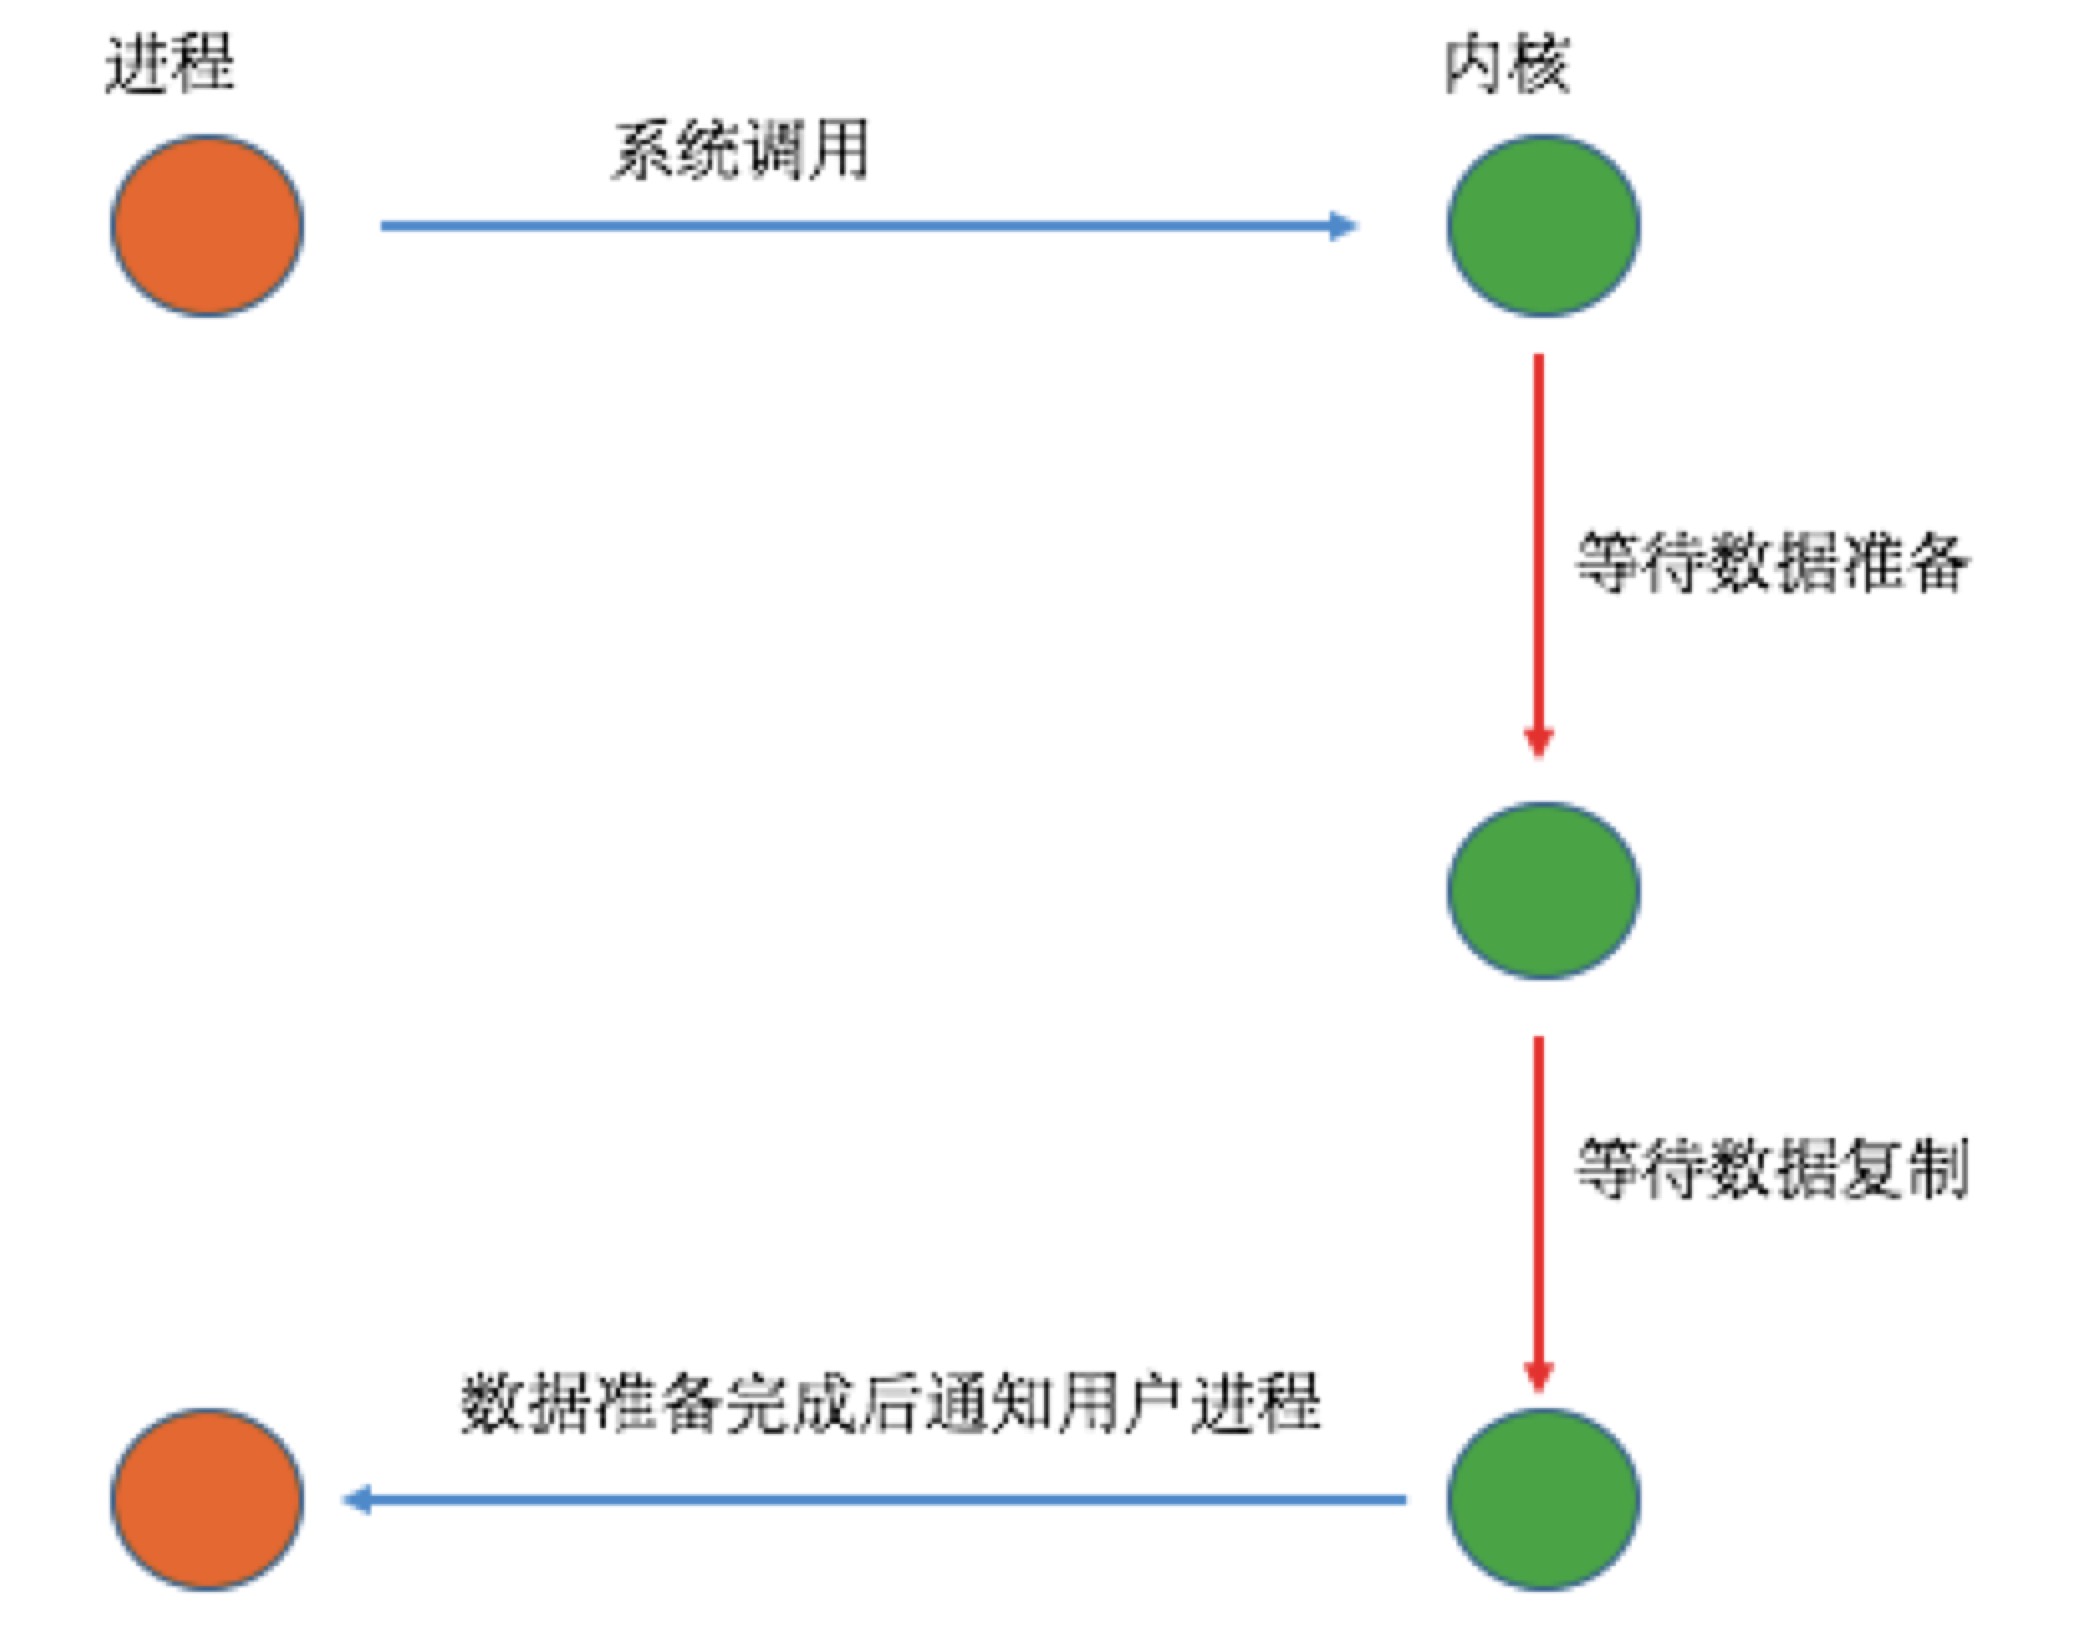 进程
内核
系统调用
等待数据准备
等待数据复制
数据准备完成后通知用户进程